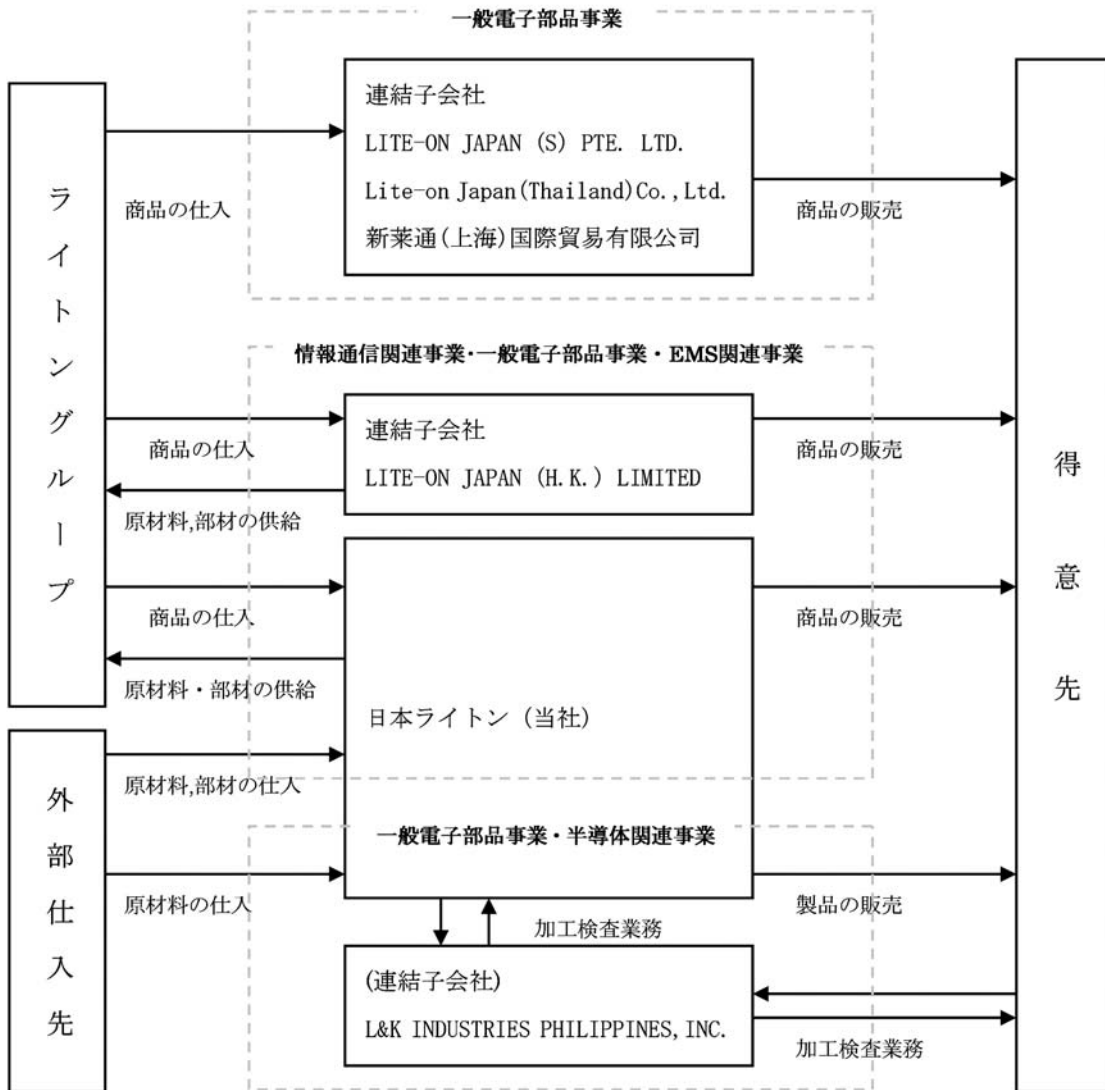 一般電子部品事業
連結子会社
LITE-ON JAPAN (S) PTE. LTD.
Lite-on Japan(Thailand)Co.,Ltd.
新莱通(上海)国際貿易有限公司
商品の仕入
商品の販売
ライトングループ
情報通信関連事業・一般電子部品事業・EMS関連事業
連結子会社
LITE-ON JAPAN (H.K.) LIMITED
商品の仕入
商品の販売
原材料,部材の供給
得意先
商品の仕入
商品の販売
原材料・部材の供給
日本ライトン（当社）
外部仕入先
原材料,部材の仕入
一般電子部品事業・半導体関連事業
原材料の仕入
製品の販売
加工検査業務
(連結子会社)
L&K INDUSTRIES PHILIPPINES,INC.
加工検査業務